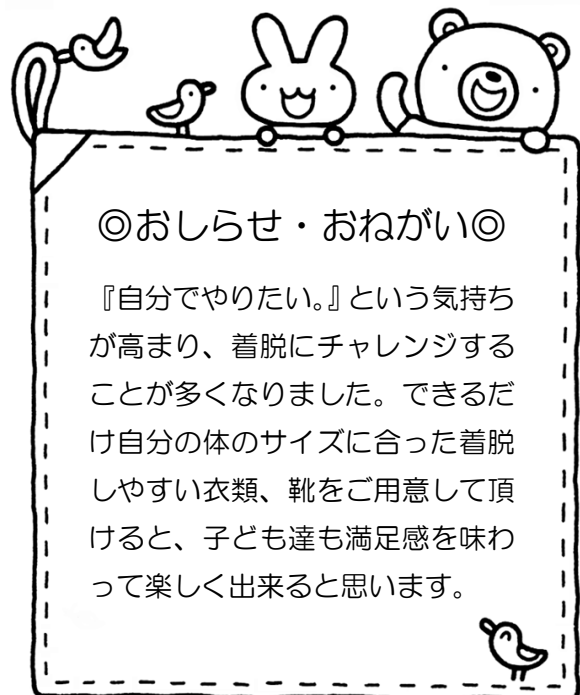 ◎おしらせ・おねがい◎
『自分でやりたい。』という気持ち
が高まり、着脱にチャレンジする
ことが多くなりました。できるだ
け自分の体のサイズに合った着脱
しやすい衣類、靴をご用意して頂
けると、子ども達も満足感を味わ
って楽しく出来ると思います。